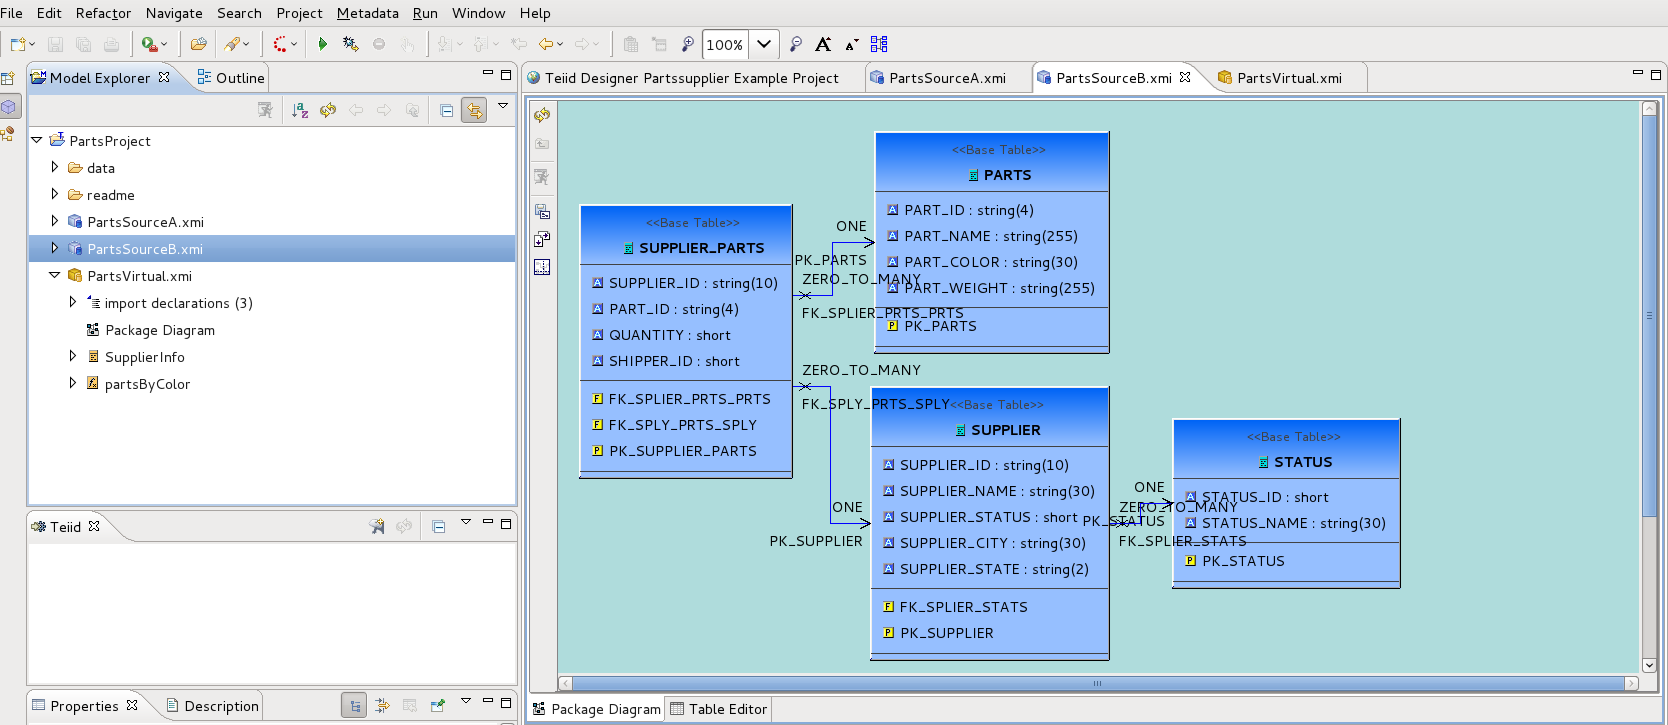 File Edit Refactor Navigate Search Project Metadata Run Window Help
100%
Model Explorer
Outline
PartsProject
data
readme
PartsSourceA.xmi
PartsSourceB.xmi
PartsVirtual.xmi
import declarations (3)
Package Diagram
SupplierInfo
partsByColor
Teiid
Properties
Description
Teiid Designer Partssupplier Example Project
PartsSourceA.xmi
PartsSourceB.xmi
PartsVirtual.xmi
<<Base Table>>
SUPPLIER_PARTS
SUPPLIER_ID : string(10)
PART_ID : string(4)
QUANTITY : short
SHIPPER_ID : short
FK_SPLIER_PRTS_PRTS
FK_SPLY_PRTS_SPLY
PK_SUPPLIER_PARTS
ONE
PK_PARTS
ZERO_TO_MANY
FK_SPLIER_PRTS_PRTS
<<Base Table>>
PARTS
PART_ID : string(4)
PART_NAME : string(255)
PART_COLOR : string(30)
PART_WEIGHT : string(255)
PK_PARTS
ZERO_TO_MANY
FK_SPLY_PRTS_SPLY
ONE
PK_SUPPLIER
<<Base Table>>
SUPPLIER
SUPPLIER_ID : string(10)
SUPPLIER_NAME : string(30)
SUPPLIER_STATUS : short
SUPPLIER_CITY : string(30)
SUPPLIER_STATE : string(2)
FK_SPLIER_STATS
PK_SUPPLIER
ONE
ZERO_TO_MANY
PK_STATUS
FK_SPLIER_STATS
<<Base Table>>
STATUS
STATUS_ID : short
STATUS_NAME : string(30)
PK_STATUS
Package Diagram
Table Editor